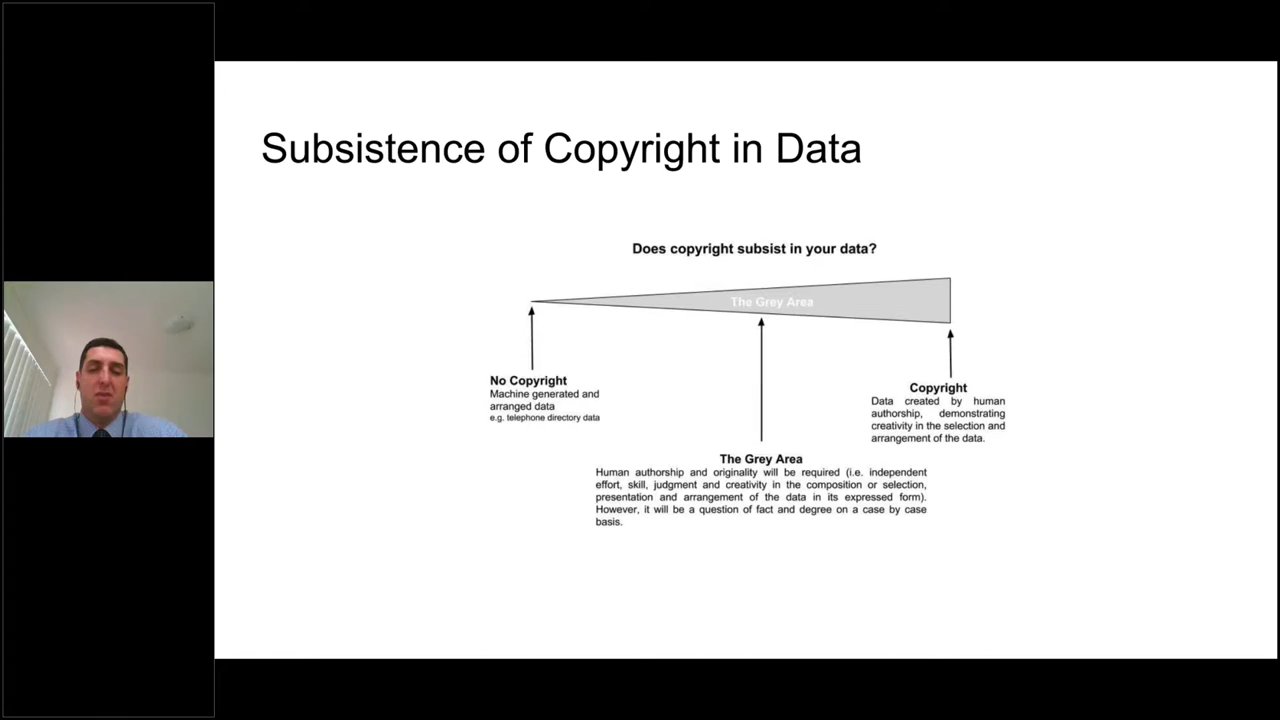 Subsistence of Copyright in Data
Does copyright subsist in your data?
The Grey Area
No Copyright
Machine generated and
arranged data
e.g. telephone directory data
Copyright
Data created by human
authorship, demonstrating
creativity in the selection and
arrangement of the data.
The Grey Area
Human authorship and originality will be required (i.e. independent
effort, skill, judgment and creativity in the composition or selection,
presentation and arrangement of the data in its expressed form).
However, it will be a question of fact and degree on a case by case
basis.